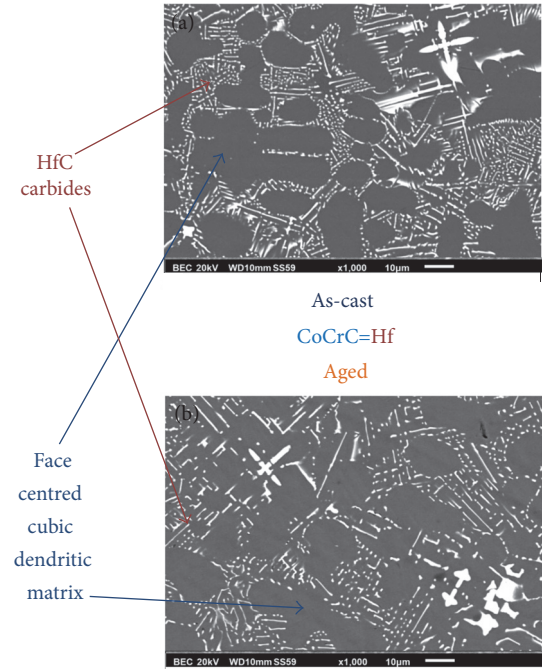 (a)
HfC
carbides
BEC 20kV WD10mm SS59 x1,000 10μm
As-cast
CoCrC=Hf
Aged
(b)
Face
centred
cubic
dendritic
matrix
BEC 20kV WD10mm SS59 x1,000 10μm